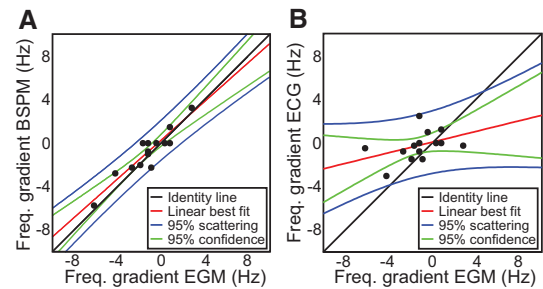 A
B
Freq. gradient BSPM (Hz)
8
4
0
-4
-8
Identity line
Linear best fit
95% scattering
95% confidence
-8 -4 0 4 8
Freq. gradient EGM (Hz)
Freq. gradient ECG (Hz)
8
4
0
-4
-8
Identity line
Linear best fit
95% scattering
95% confidence
-8 -4 0 4 8
Freq. gradient EGM (Hz)